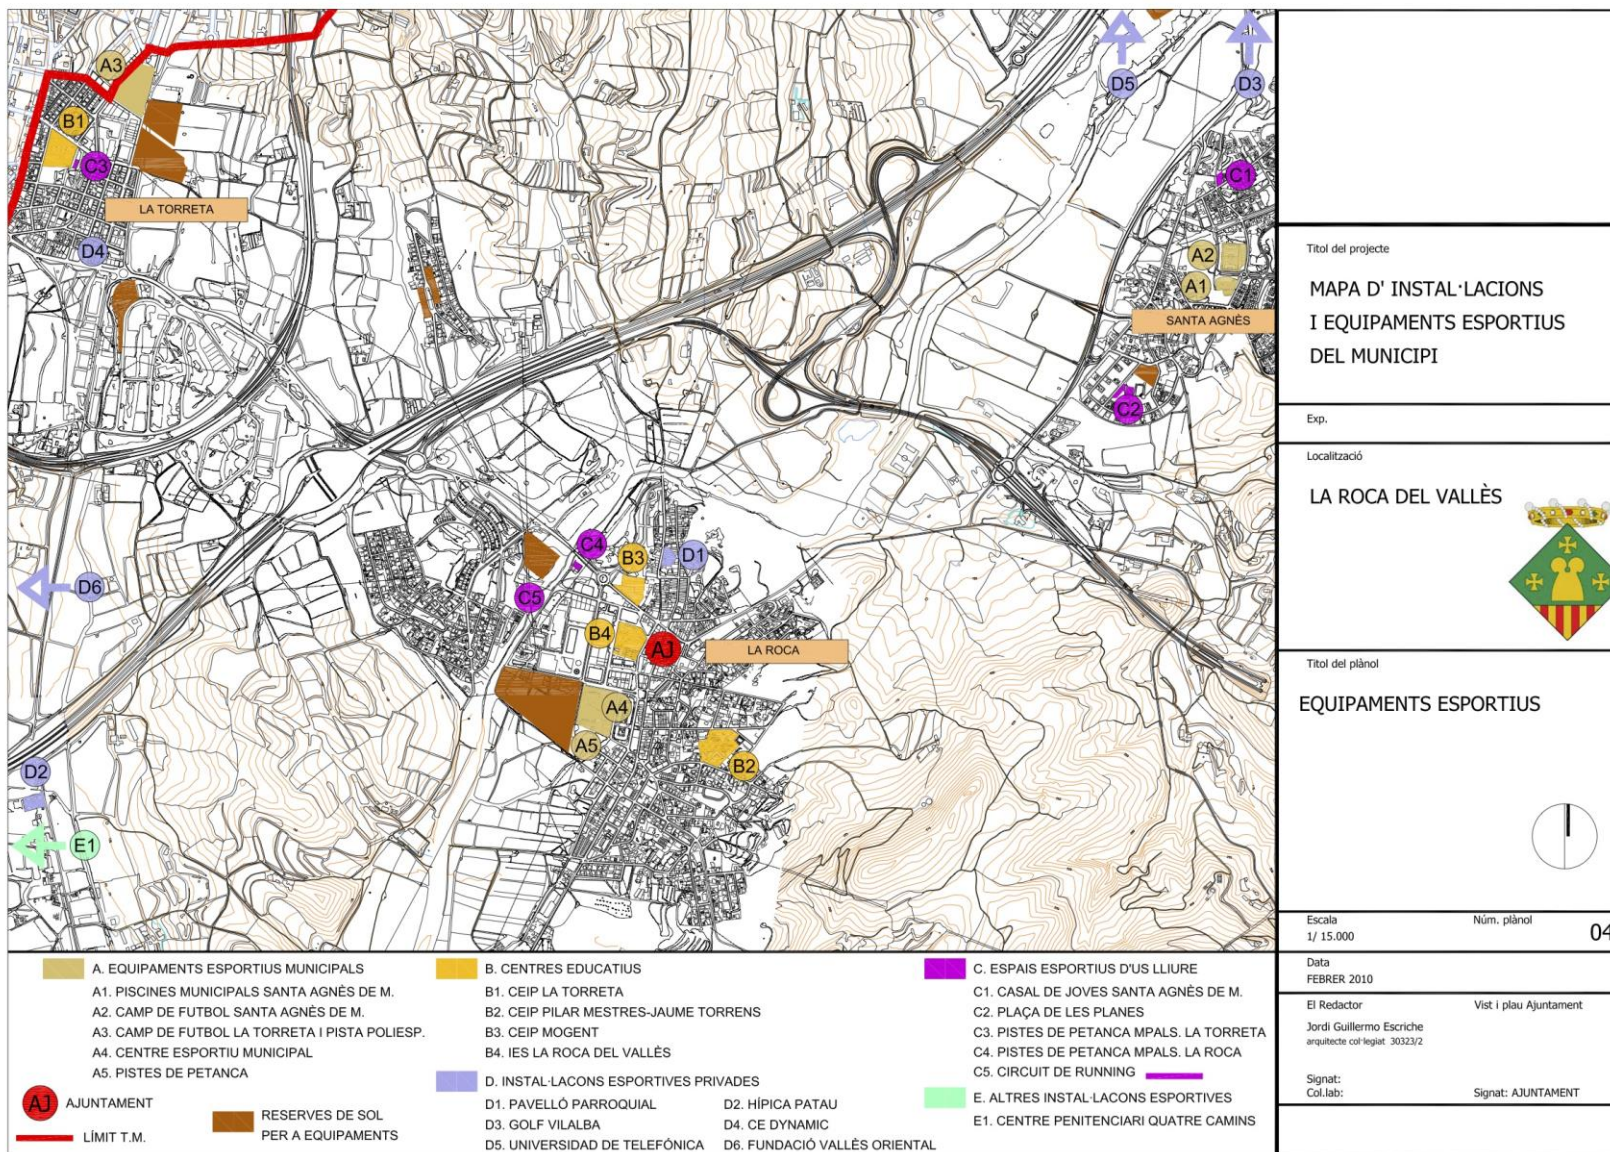 A3
B1
C3
LA TORRETA
D4
D5
D3
C1
A2
A1
SANTA AGNÈS
C2
D6
C4
B3
D1
C5
B4
AJ
LA ROCA
A4
A5
B2
D2
E1
Titol del projecte
MAPA D' INSTAL·LACIONS
I EQUIPAMENTS ESPORTIUS
DEL MUNICIPI
Exp.
Localització
LA ROCA DEL VALLÈS
Titol del plànol
EQUIPAMENTS ESPORTIUS
Escala
1/ 15.000
Núm. plànol
04
Data
FEBRER 2010
El Redactor
Vist i plau Ajuntament
Jordi Guillermo Escriche
arquitecte col·legiat 30323/2
Signat:
Col.lab:
Signat: AJUNTAMENT
A. EQUIPAMENTS ESPORTIUS MUNICIPALS
A1. PISCINES MUNICIPALS SANTA AGNÈS DE M.
A2. CAMP DE FUTBOL SANTA AGNÈS DE M.
A3. CAMP DE FUTBOL LA TORRETA I PISTA POLIESP.
A4. CENTRE ESPORTIU MUNICIPAL
A5. PISTES DE PETANCA
AJ AJUNTAMENT
LÍMIT T.M.
RESERVES DE SOL
PER A EQUIPAMENTS
B. CENTRES EDUCATIUS
B1. CEIP LA TORRETA
B2. CEIP PILAR MESTRES-JAUME TORRENS
B3. CEIP MOGENT
B4. IES LA ROCA DEL VALLÈS
D. INSTAL·LACONS ESPORTIVES PRIVADES
D1. PAVELLÓ PARROQUIAL
D2. HÍPICA PATAU
D3. GOLF VILALBA
D4. CE DYNAMIC
D5. UNIVERSIDAD DE TELEFÓNICA
D6. FUNDACIÓ VALLÈS ORIENTAL
C. ESPAIS ESPORTIUS D'US LLIURE
C1. CASAL DE JOVES SANTA AGNÈS DE M.
C2. PLAÇA DE LES PLANES
C3. PISTES DE PETANCA MPALS. LA TORRETA
C4. PISTES DE PETANCA MPALS. LA ROCA
C5. CIRCUIT DE RUNNING
E. ALTRES INSTAL·LACONS ESPORTIVES
E1. CENTRE PENITENCIARI QUATRE CAMINS